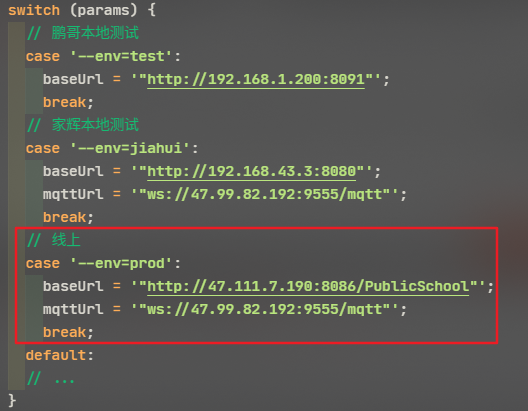 switch (params) {
// 鹏哥本地测试
case '--env=test':
baseUrl = '"http://192.168.1.200:8091"';
break;
// 家辉本地测试
case '--env=jiahui':
baseUrl = '"http://192.168.43.3:8080"';
mqttUrl = '"ws://47.99.82.192:9555/mqtt"';
break;
// 线上
case '--env=prod':
baseUrl = '"http://47.111.7.190:8086/PublicSchool"';
mqttUrl = '"ws://47.99.82.192:9555/mqtt"';
break;
default:
// ...
}